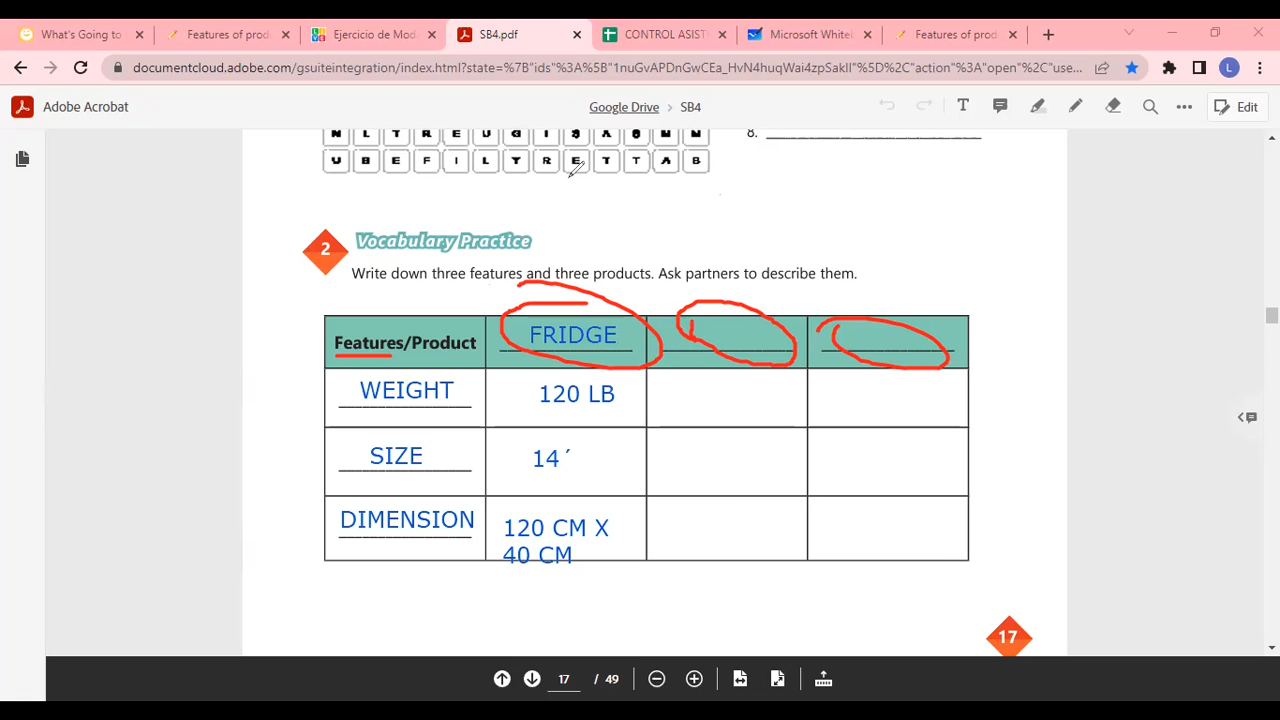 What's Going to
Features of prod
Ejercicio de Mod
SB4.pdf
CONTROL ASIST
Microsoft Whitel
Features of prod
documentcloud.adobe.com/gsuiteintegration/index.html?state=%7B"ids"%3A%5B"1nuGvAPDnGwCEa_HvN4huqWai4zpSakII"%5D%2C"action"%3A"open"%2C"use...
L
Adobe Acrobat
Google Drive
SB4
Edit
N L T R E U G I S A S M M
8.
U B E F I L T R E T T A B
2
Vocabulary Practice
Write down three features and three products. Ask partners to describe them.
Features/Product FRIDGE
WEIGHT 120 LB
SIZE 14´
DIMENSION 120 CM X
40 CM
17
17 / 49